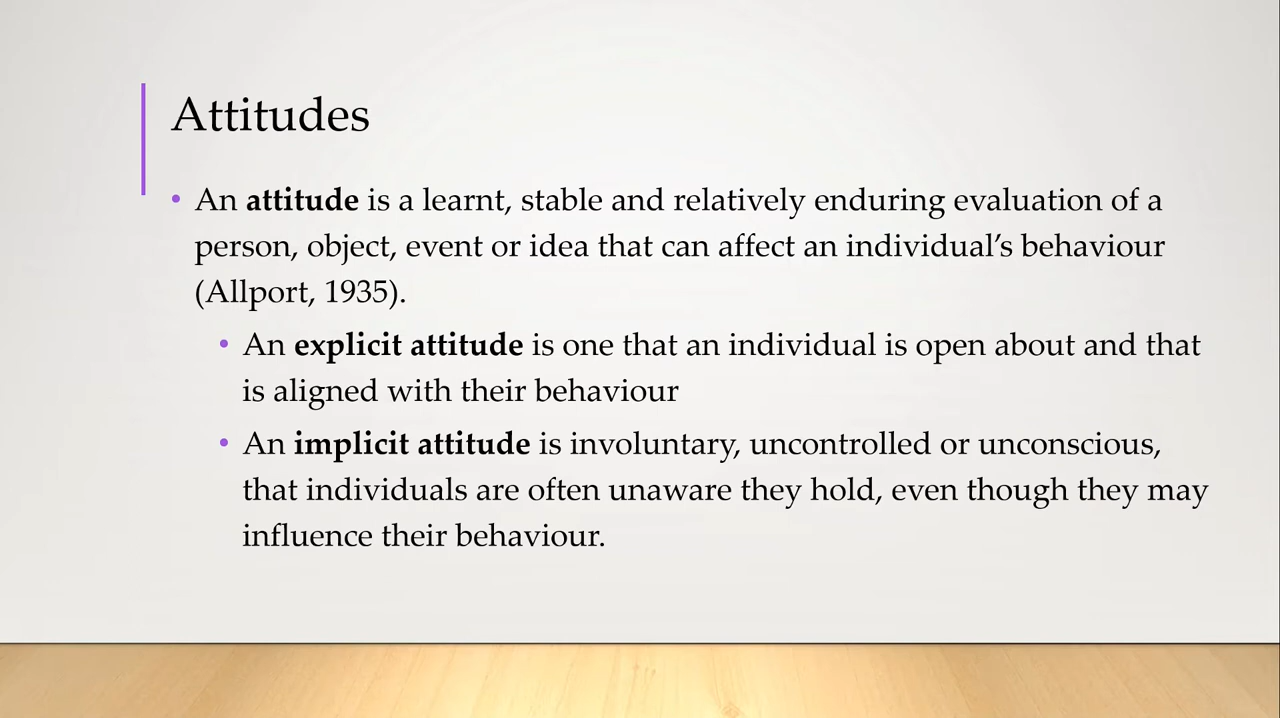 Attitudes
• An attitude is a learnt, stable and relatively enduring evaluation of a
person, object, event or idea that can affect an individual’s behaviour
(Allport, 1935).
• An explicit attitude is one that an individual is open about and that
is aligned with their behaviour
• An implicit attitude is involuntary, uncontrolled or unconscious,
that individuals are often unaware they hold, even though they may
influence their behaviour.